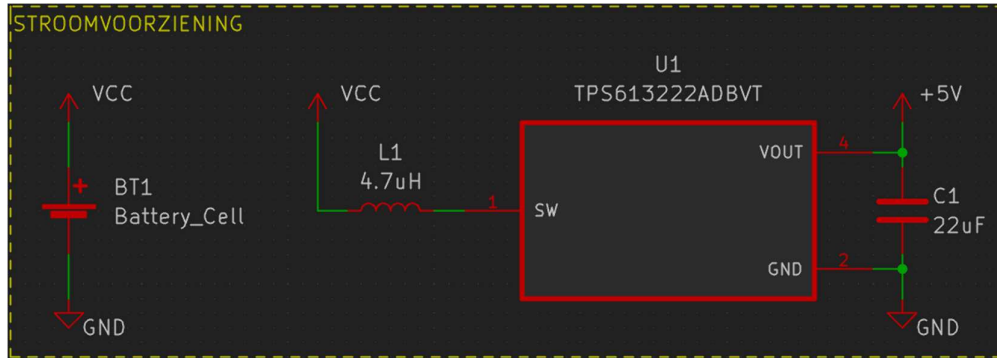 STROOMVOORZIENING
VCC
BT1
Battery_Cell
GND
VCC
L1
4.7uH
1
SW
U1
TPS613222ADBVT
VOUT
4
GND
2
+5V
C1
22uF
GND